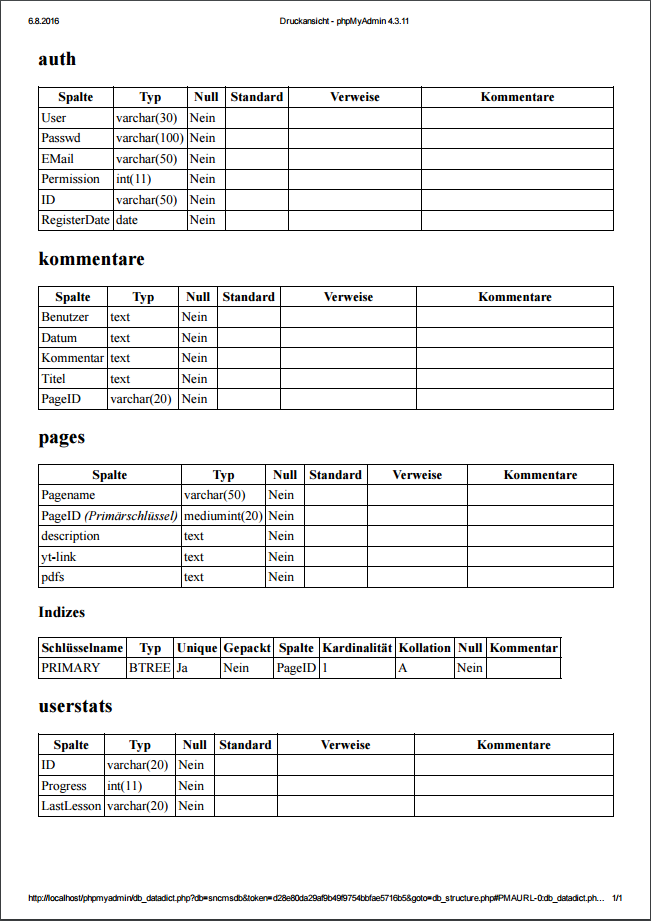 6.8.2016 Druckansicht - phpMyAdmin 4.3.11
auth
Spalte Typ Null Standard Verweise Kommentare
User varchar(30) Nein
Passwd varchar(100) Nein
EMail varchar(50) Nein
Permission int(11) Nein
ID varchar(50) Nein
RegisterDate date Nein
kommentare
Spalte Typ Null Standard Verweise Kommentare
Benutzer text Nein
Datum text Nein
Kommentar text Nein
Titel text Nein
PageID varchar(20) Nein
pages
Spalte Typ Null Standard Verweise Kommentare
Pagename varchar(50) Nein
PageID (Primärschlüssel) mediumint(20) Nein
description text Nein
yt-link text Nein
pdfs text Nein
Indizes
Schlüsselname Typ Unique Gepackt Spalte Kardinalität Kollation Null Kommentar
PRIMARY BTREE Ja Nein PageID 1 A Nein
userstats
Spalte Typ Null Standard Verweise Kommentare
ID varchar(20) Nein
Progress int(11) Nein
LastLesson varchar(20) Nein
http://localhost/phpmyadmin/db_datadict.php?db=sncmsdb&token=d28e80da29af9b49f9754bbfae5716b5&goto=db_structure.php#PMAURL-0:db_datadict.ph… 1/1